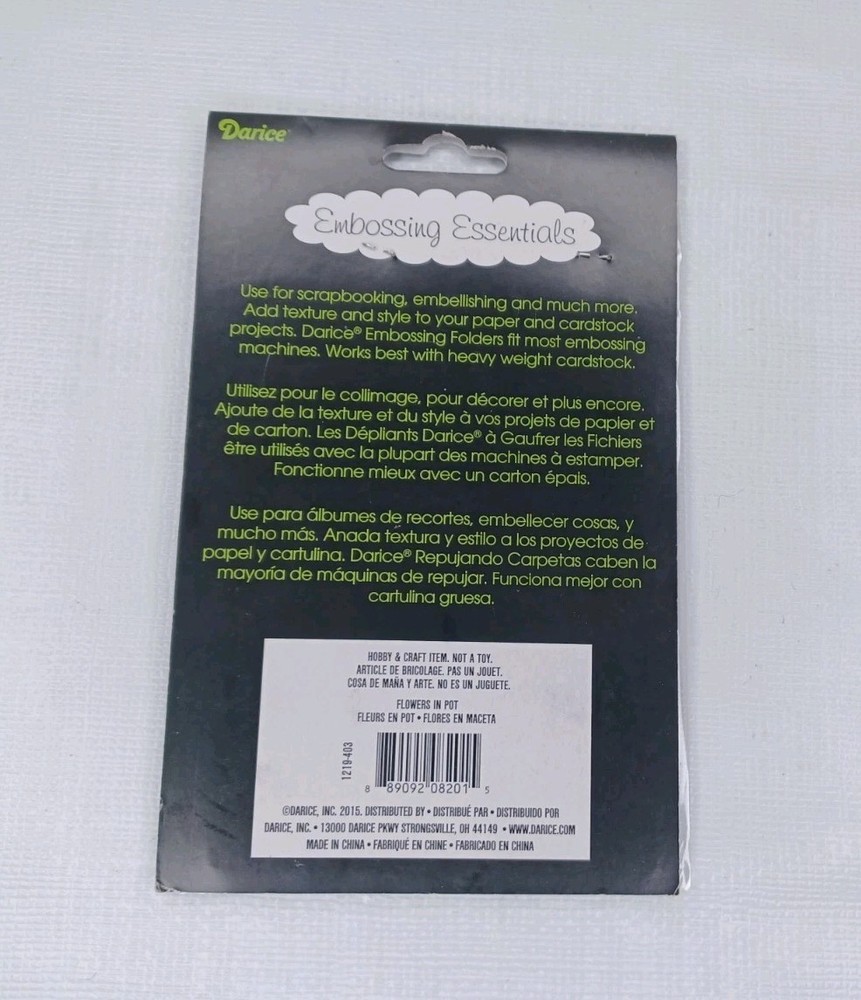 Darice
Embossing Essentials
Use for scrapbooking, embellishing and much more.
Add texture and style to your paper and cardstock
projects. Darice® Embossing Folders fit most embossing
machines. Works best with heavy weight cardstock.
Utilisez pour le collimage, pour décorer et plus encore.
Ajoute de la texture et du style à vos projets de papier et
de carton. Les Dépliants Darice® à Gaufrer les Fichiers
être utilisés avec la plupart des machines à estamper.
Fonctionne mieux avec un carton épais.
Use para álbumes de recortes, embellecer cosas, y
mucho más. Anada textura y estilo a los proyectos de
papel y cartulina. Darice® Repujando Carpetas caben la
mayoría de máquinas de repujar. Funciona mejor con
cartulina gruesa.
HOBBY & CRAFT ITEM. NOT A TOY.
ARTICLE DE BRICOLAGE. PAS UN JOUET.
COSA DE MAÑA Y ARTE. NO ES UN JUGUETE.
FLOWERS IN POT
FLEURS EN POT • FLORES EN MACETA
1219-403
8 89092 08201 5
©DARICE, INC. 2015. DISTRIBUTED BY • DISTRIBUÉ PAR • DISTRIBUIDO POR
DARICE, INC. • 13000 DARICE PKWY STRONGSVILLE, OH 44149 • WWW.DARICE.COM
MADE IN CHINA • FABRIQUÉ EN CHINE • FABRICADO EN CHINA